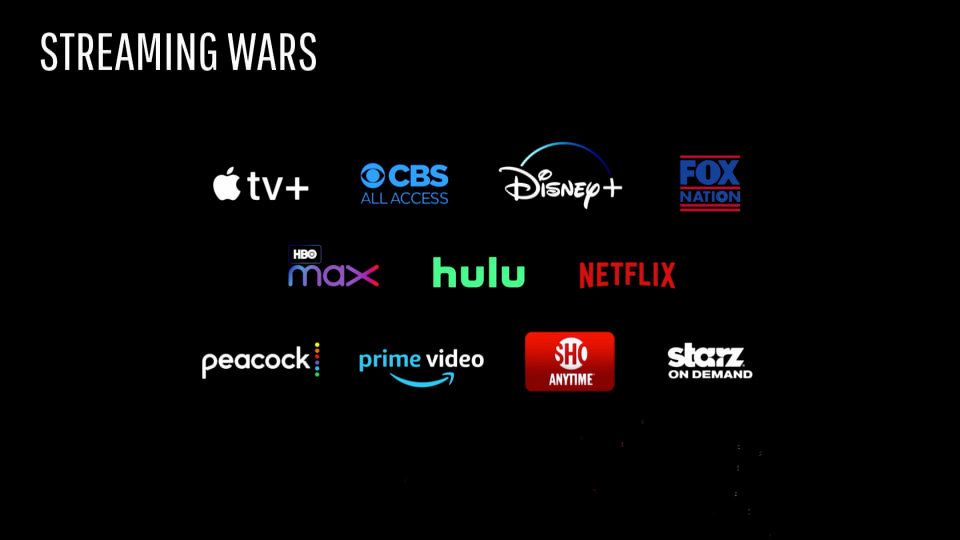 STREAMING WARS
tv+
CBS
ALL ACCESS
Disney+
FOX
NATION
HBO
max
hulu
NETFLIX
peacock
prime video
SHO
ANYTIME
starz
ON DEMAND